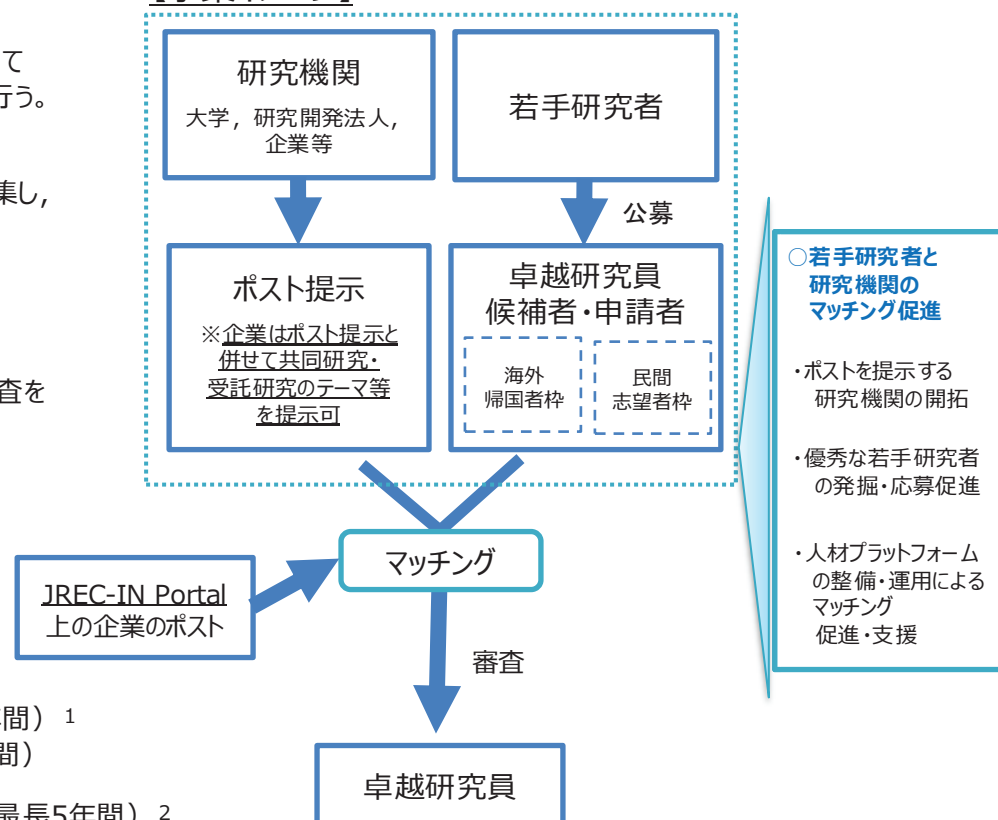 て
行う。
集し,
査を
研究機関
大学, 研究開発法人,
企業等
若手研究者
公募
ポスト提示
※企業はポスト提示と
併せて共同研究・
受託研究のテーマ等
を提示可
卓越研究員
候補者・申請者
海外
帰国者枠
民間
志望者枠
マッチング
JREC-IN Portal
上の企業のポスト
審査
卓越研究員
○若手研究者と
研究機関の
マッチング促進
・ポストを提示する
研究機関の開拓
・優秀な若手研究者
の発掘・応募促進
・人材プラットフォーム
の整備・運用による
マッチング
促進・支援
間) 1
間)
最長5年間) 2